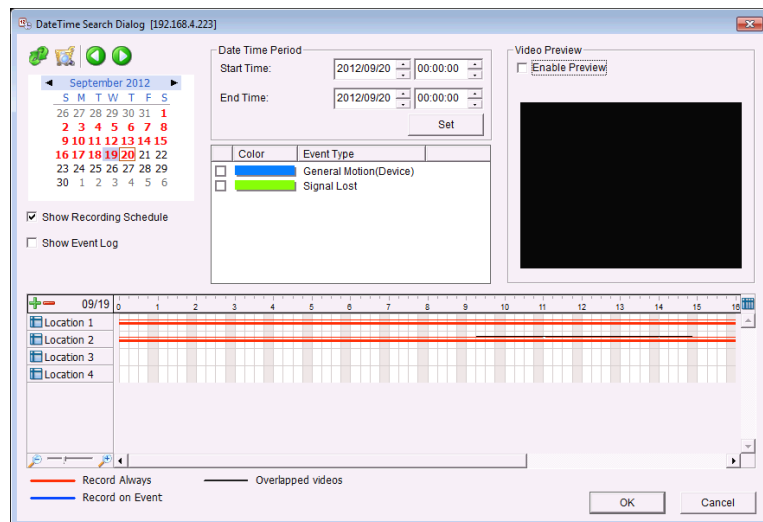 DateTime Search Dialog [192.168.4.223]
September 2012
S M T W T F S
26 27 28 29 30 31 1
2 3 4 5 6 7 8
9 10 11 12 13 14 15
16 17 18 19 20 21 22
23 24 25 26 27 28 29
30 1 2 3 4 5 6
Show Recording Schedule
Show Event Log
Date Time Period
Start Time: 2012/09/20 00:00:00
End Time: 2012/09/20 00:00:00
Set
Color Event Type
General Motion(Device)
Signal Lost
Video Preview
Enable Preview
09/19 0 1 2 3 4 5 6 7 8 9 10 11 12 13 14 15 16
Location 1
Location 2
Location 3
Location 4
Record Always Overlapped videos
Record on Event
OK Cancel